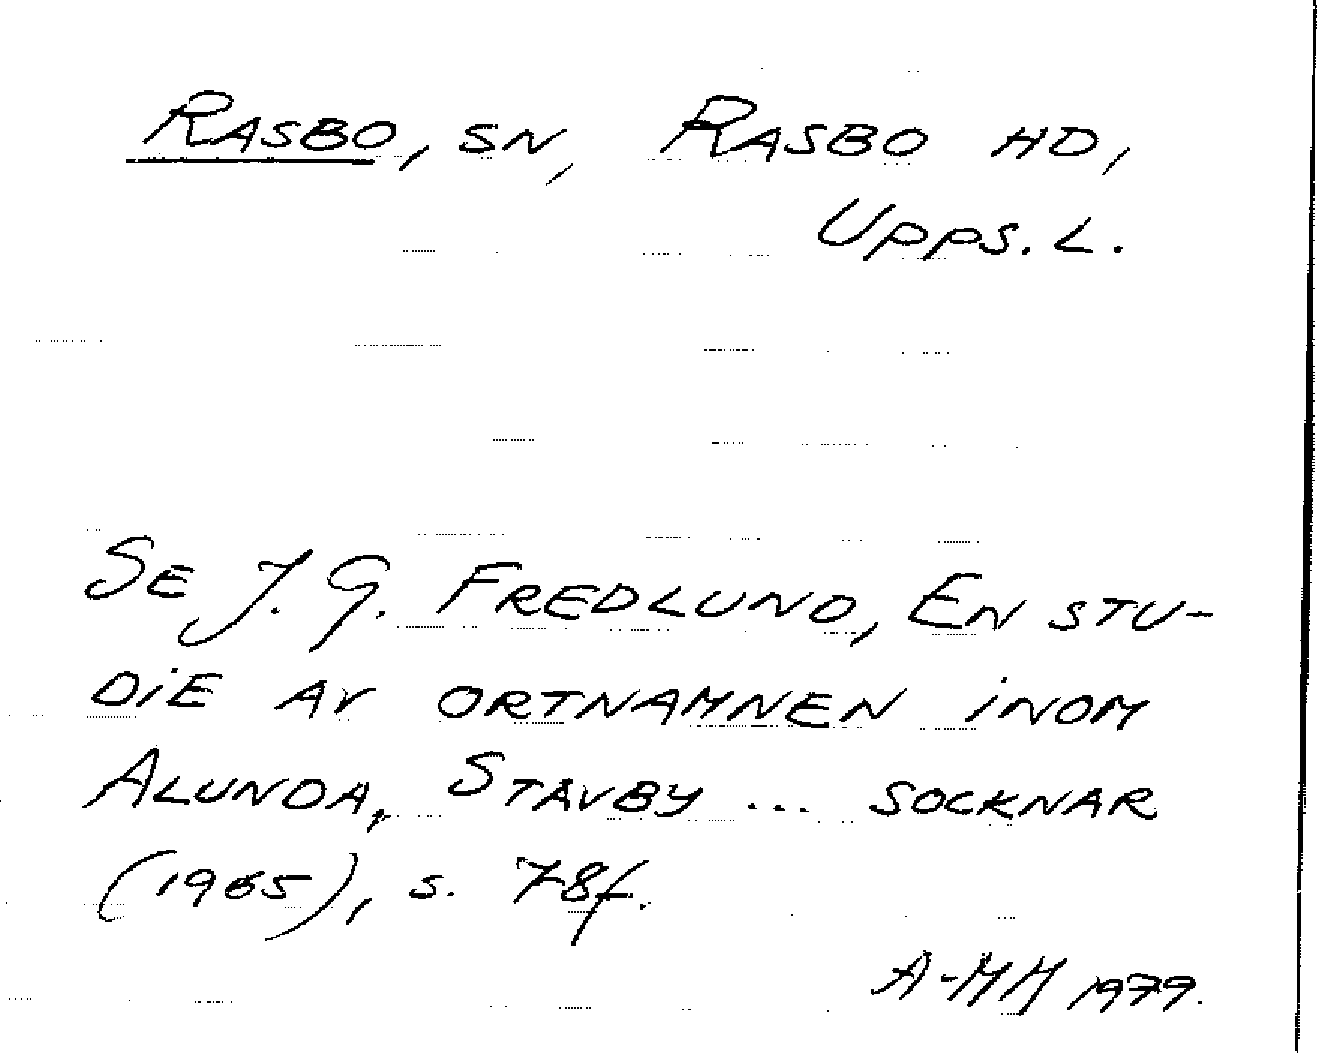 RASBO, SN, RASBO HD,
UPPS. L.
SE J. G. FREDLUND, EN STU-
DIE AV ORTNAMNEN INOM
ALUNDA, STAVBY ... SOCKNAR
(1965), S. 78f.
A-MM 1979.